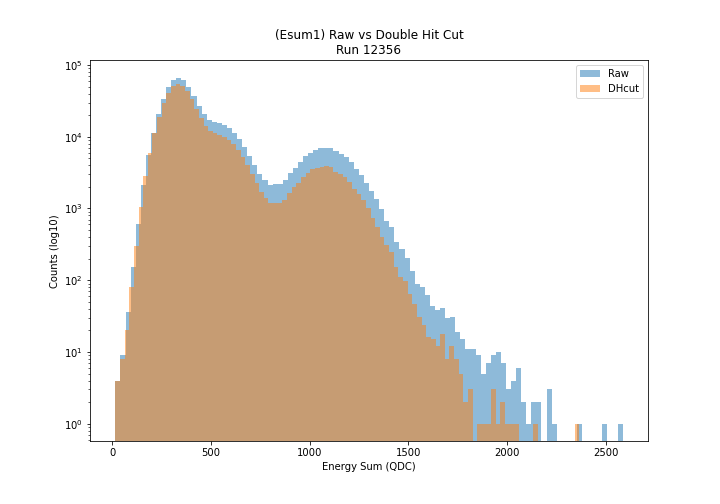 (Esum1) Raw vs Double Hit Cut
Run 12356
Raw
DHcut
Counts (log10)
10^5
10^4
10^3
10^2
10^1
10^0
0 500 1000 1500 2000 2500
Energy Sum (QDC)